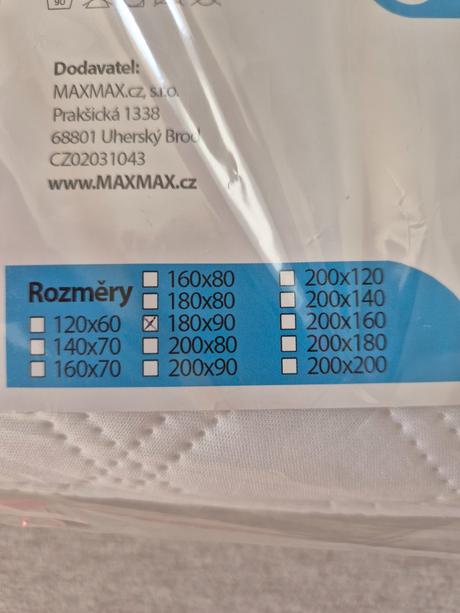 90
Dodavatel:
MAXMAX.cz, s.r.o.
Prakšická 1338
68801 Uherský Brod
CZ02031043
www.MAXMAX.cz
Rozměry
120x60
140x70
160x70
160x80
180x80
180x90
200x80
200x90
200x120
200x140
200x160
200x180
200x200